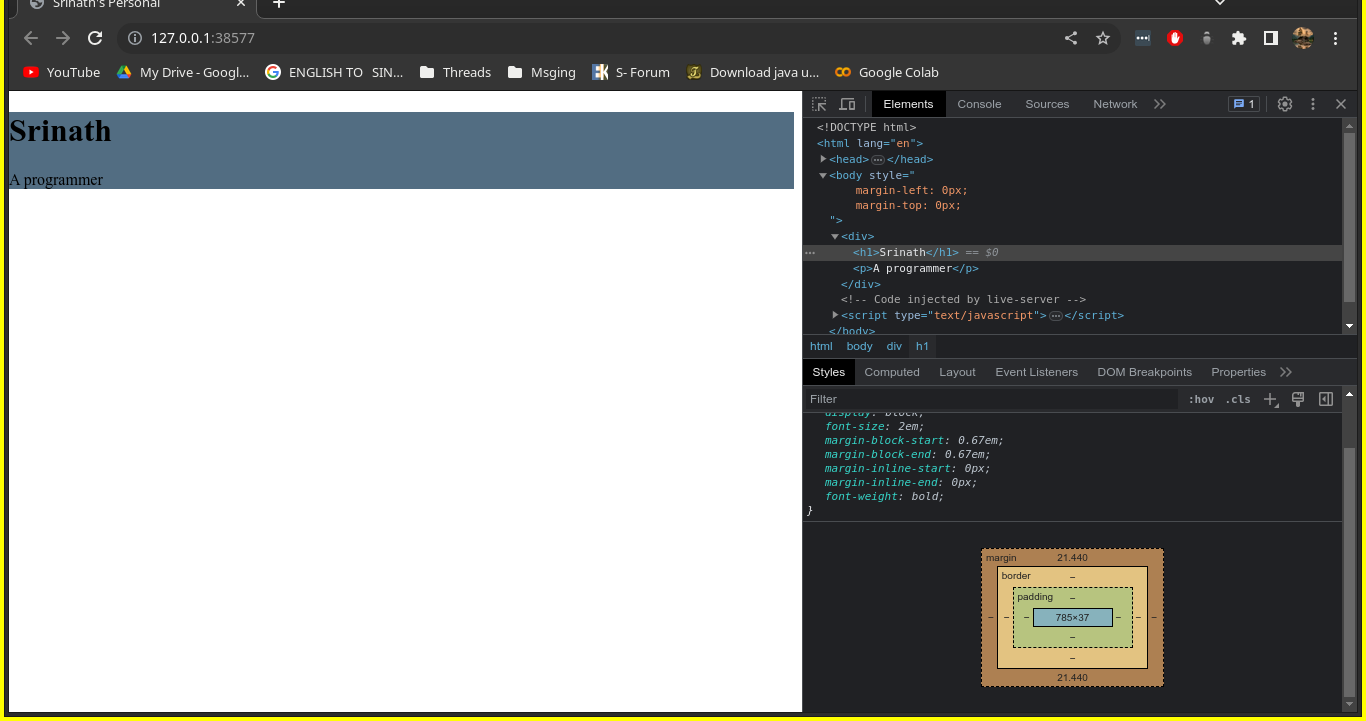 Srinath's Personal
127.0.0.1:38577
YouTube My Drive - Googl... ENGLISH TO SIN... Threads Msging S- Forum Download java u... Google Colab
Srinath
A programmer
Elements Console Sources Network 1
<!DOCTYPE html>
<html lang="en">
<head> ⋯ </head>
<body style="
margin-left: 0px;
margin-top: 0px;
">
<div>
<h1>Srinath</h1> == $0
<p>A programmer</p>
</div>
<!-- Code injected by live-server -->
<script type="text/javascript"> ⋯ </script>
</body>
html body div h1
Styles Computed Layout Event Listeners DOM Breakpoints Properties
Filter :hov .cls
display: block;
font-size: 2em;
margin-block-start: 0.67em;
margin-block-end: 0.67em;
margin-inline-start: 0px;
margin-inline-end: 0px;
font-weight: bold;
}
margin 21.440
border –
padding –
– – – 785×37 – – –
–
–
21.440